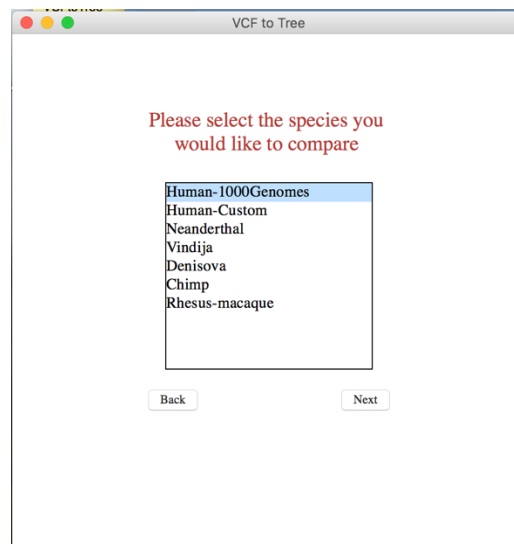 VCF to Tree
Please select the species you
would like to compare
Human-1000Genomes
Human-Custom
Neanderthal
Vindija
Denisova
Chimp
Rhesus-macaque
Back
Next